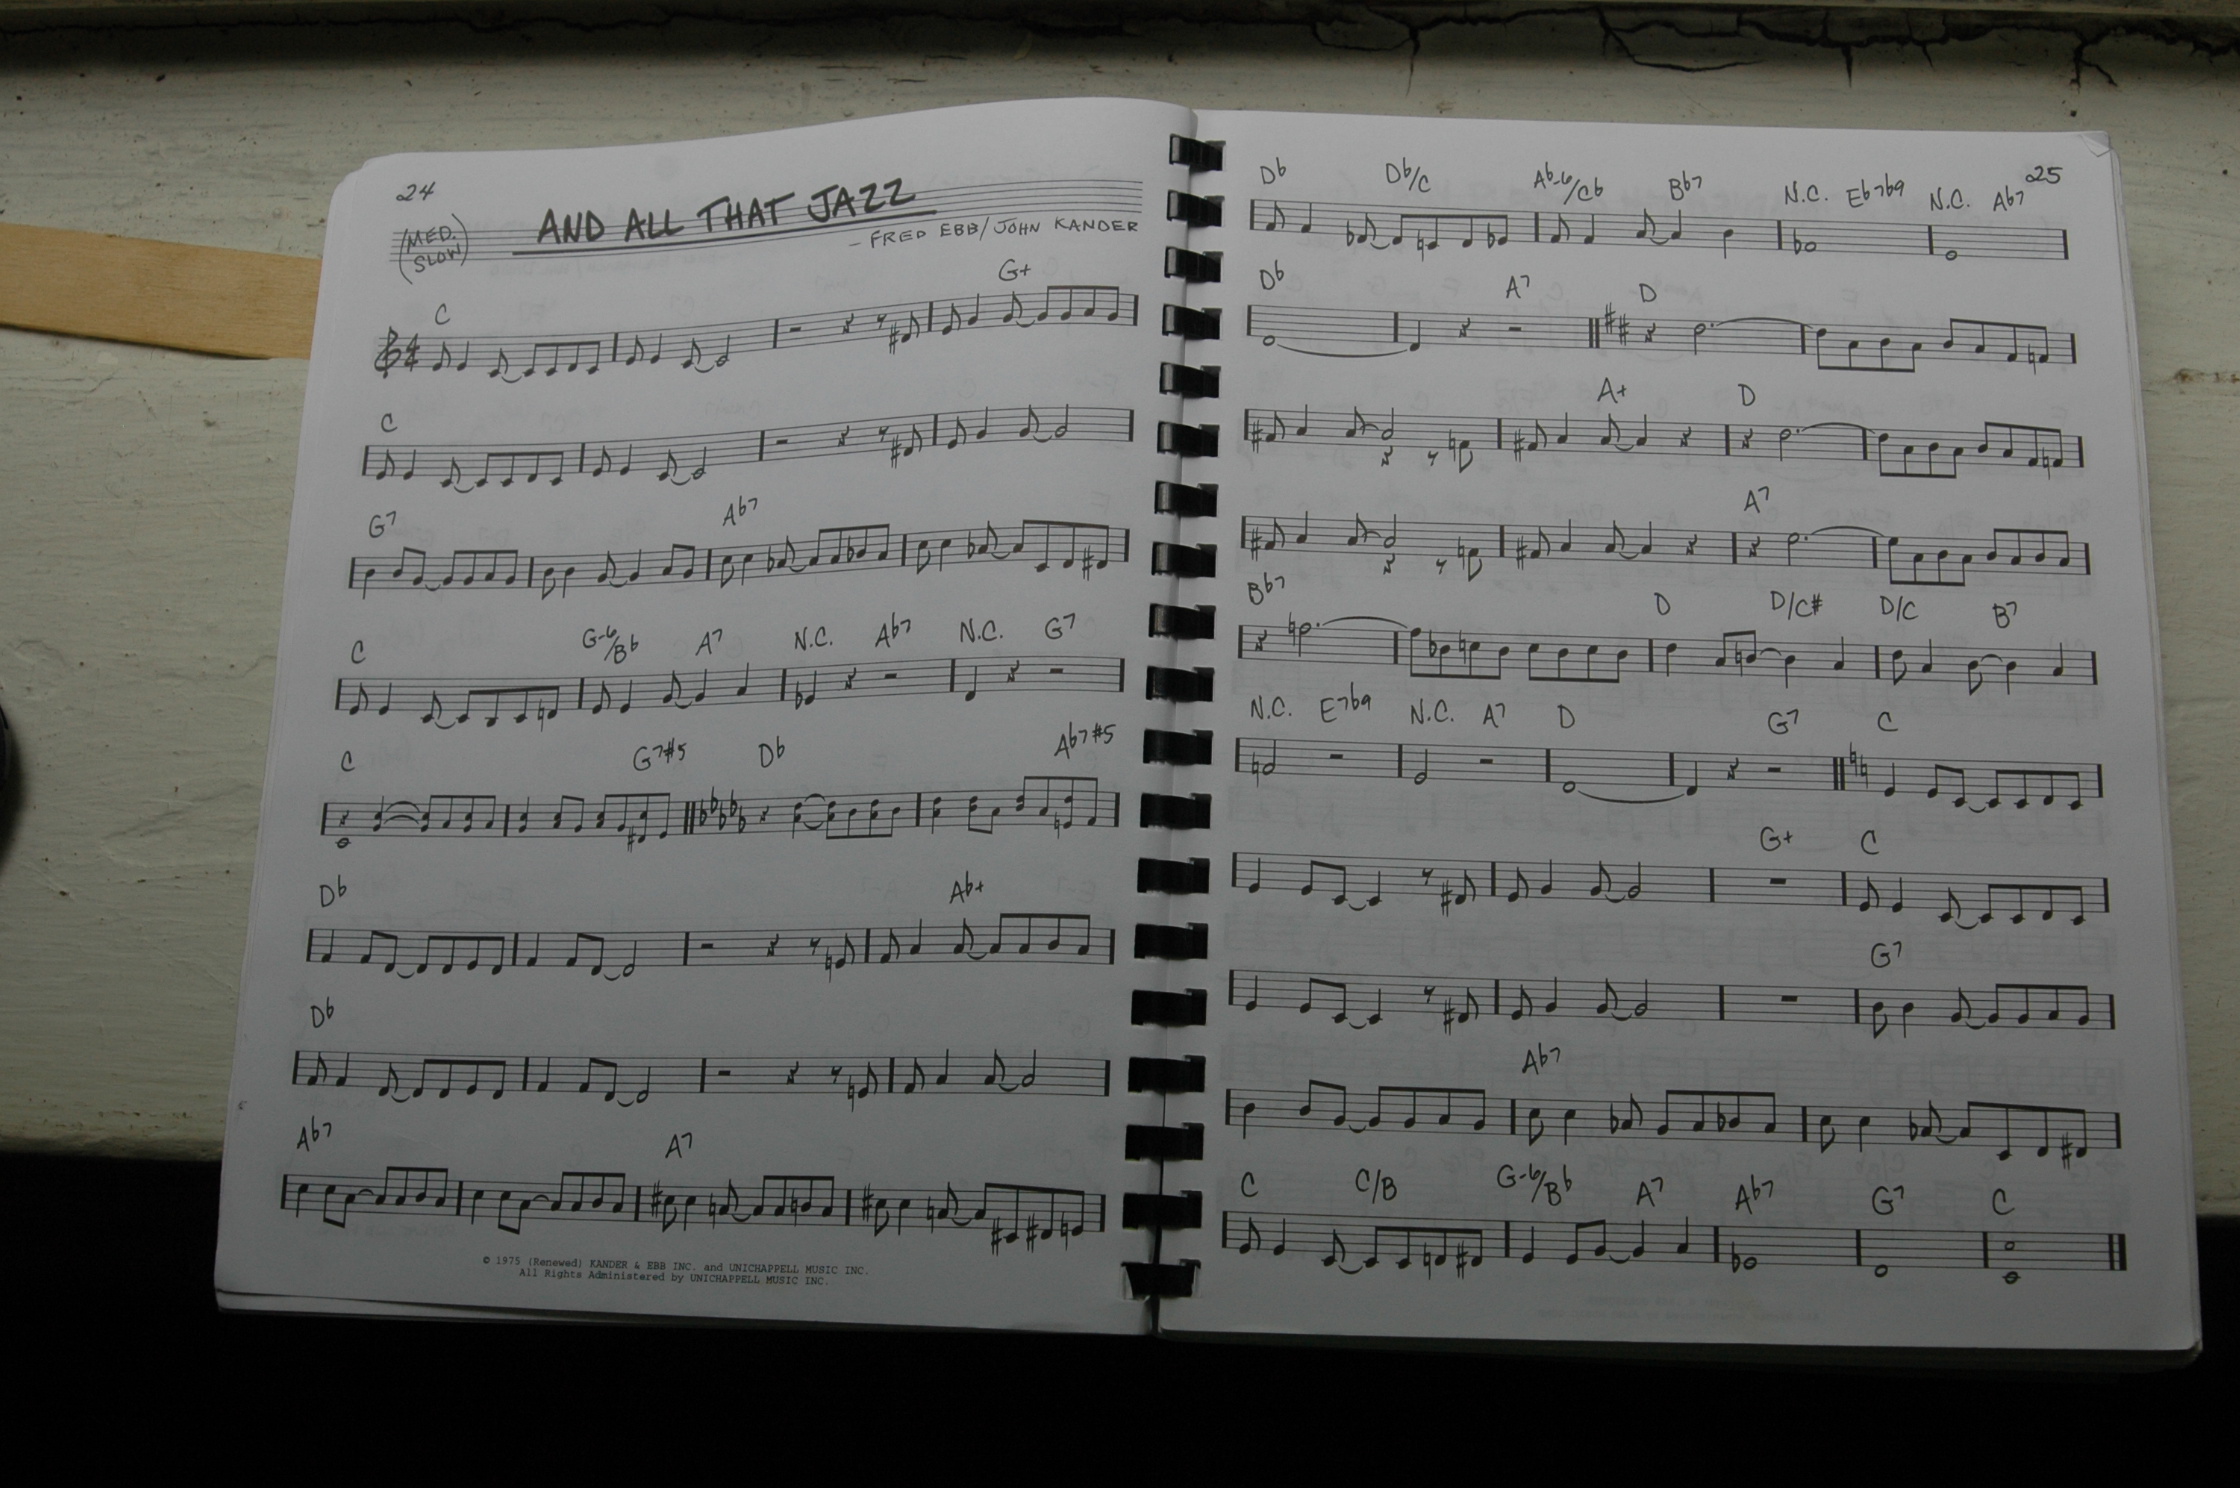 24
(MED. SLOW)
AND ALL THAT JAZZ
– FRED EBB/JOHN KANDER
C G+
C
G7 Ab7
C G-6/Bb A7 N.C. Ab7 N.C. G7
C G7#5 Db Ab7#5
Db Ab+
Db
Ab7 A7
© 1975 (Renewed) KANDER & EBB INC. and UNICHAPPELL MUSIC INC.
All Rights Administered by UNICHAPPELL MUSIC INC.
25
Db Db/C Ab-6/Cb Bb7 N.C. Eb7b9 N.C. Ab7
Db A7 D
A+ D
A7
Bb7 D D/C# D/C B7
N.C. E7b9 N.C. A7 D G7 C
G+ C
G7
Ab7
C C/B G-6/Bb A7 Ab7 G7 C